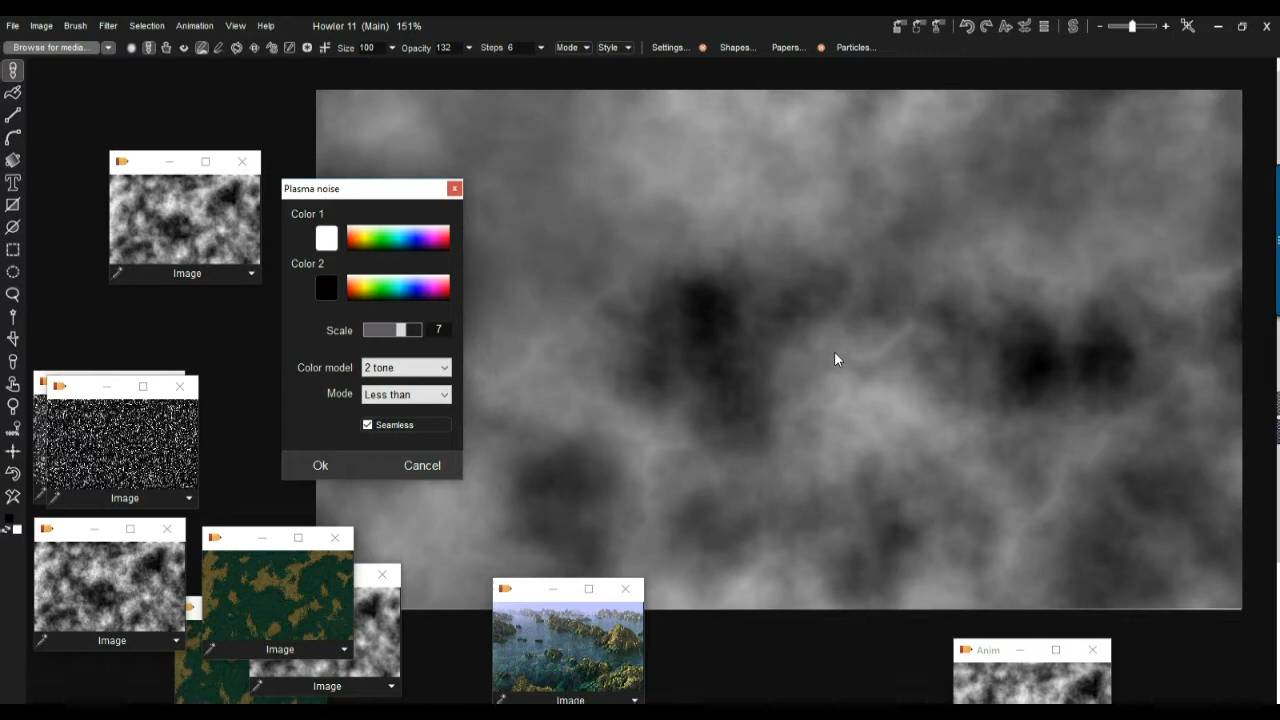 File Image Brush Filter Selection Animation View Help Howler 11 (Main) 151%
Browse for media... Size 100 Opacity 132 Steps 6 Mode Style Settings... Shapes... Papers... Particles...
Plasma noise
Color 1
Color 2
Scale 7
Color model 2 tone
Mode Less than
Seamless
Ok Cancel
Image
Image
Image
Image
Image
Image
Anim